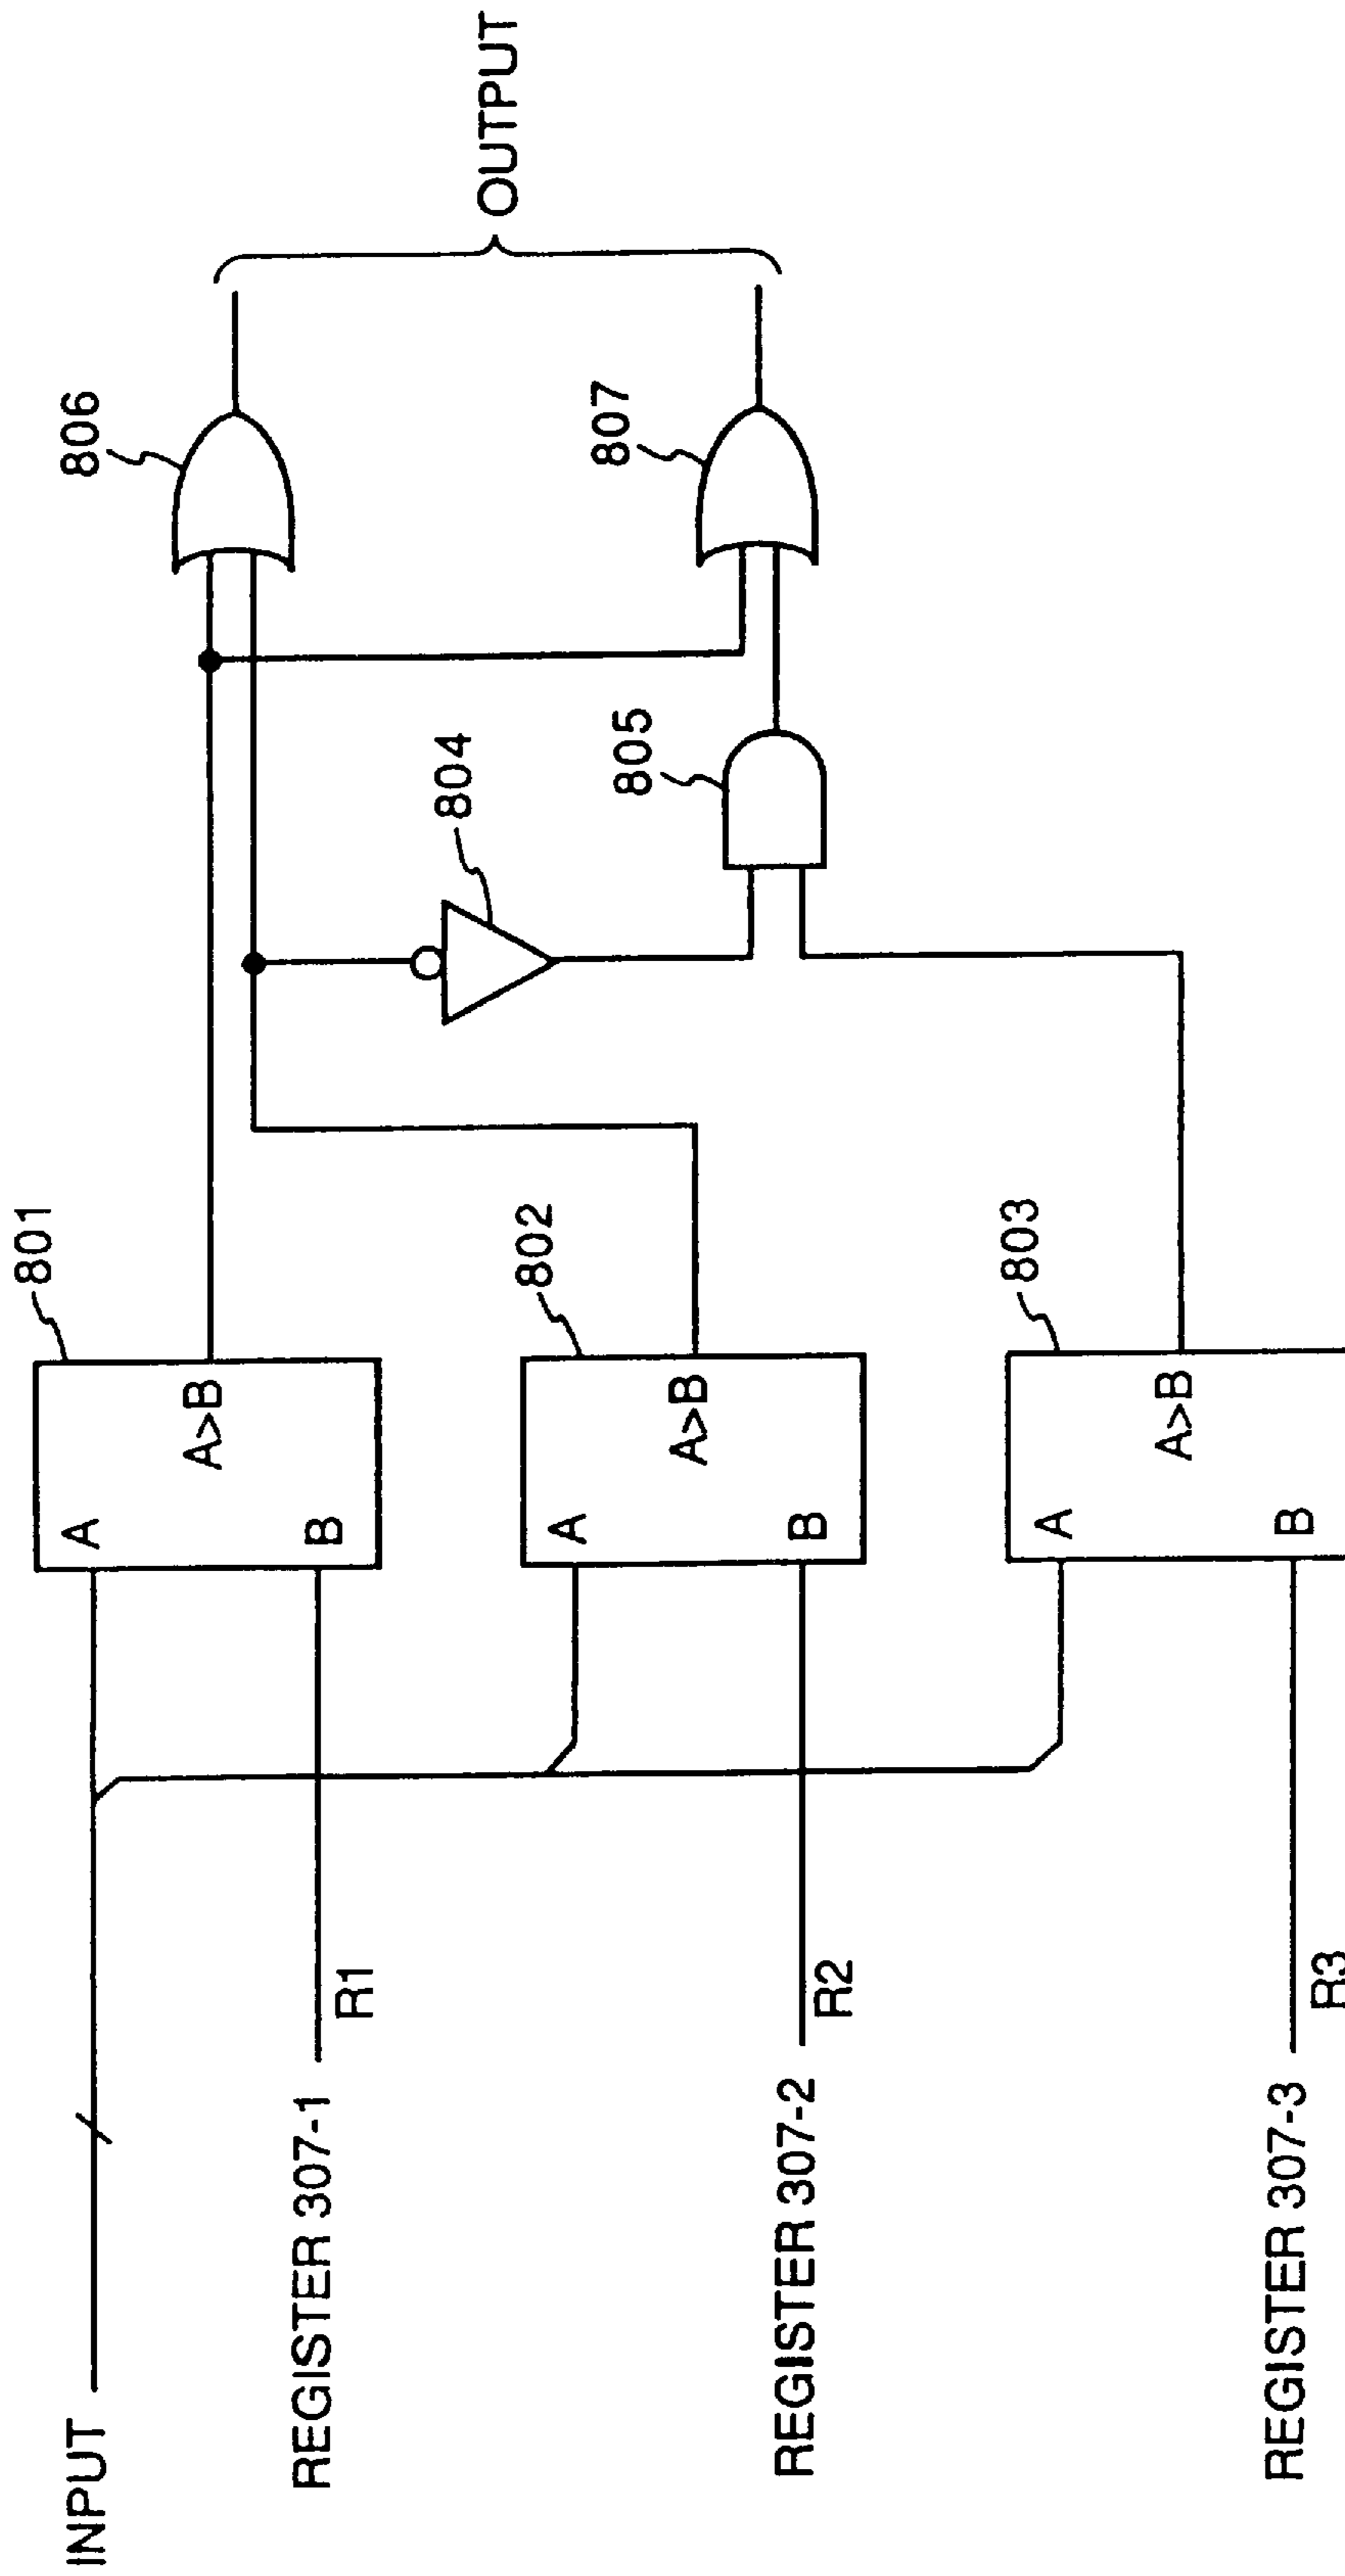 INPUT
REGISTER 307-1
R1
REGISTER 307-2
R2
REGISTER 307-3
R3
801
A
B
A>B
802
A
B
A>B
803
A
B
A>B
804
805
806
807
OUTPUT